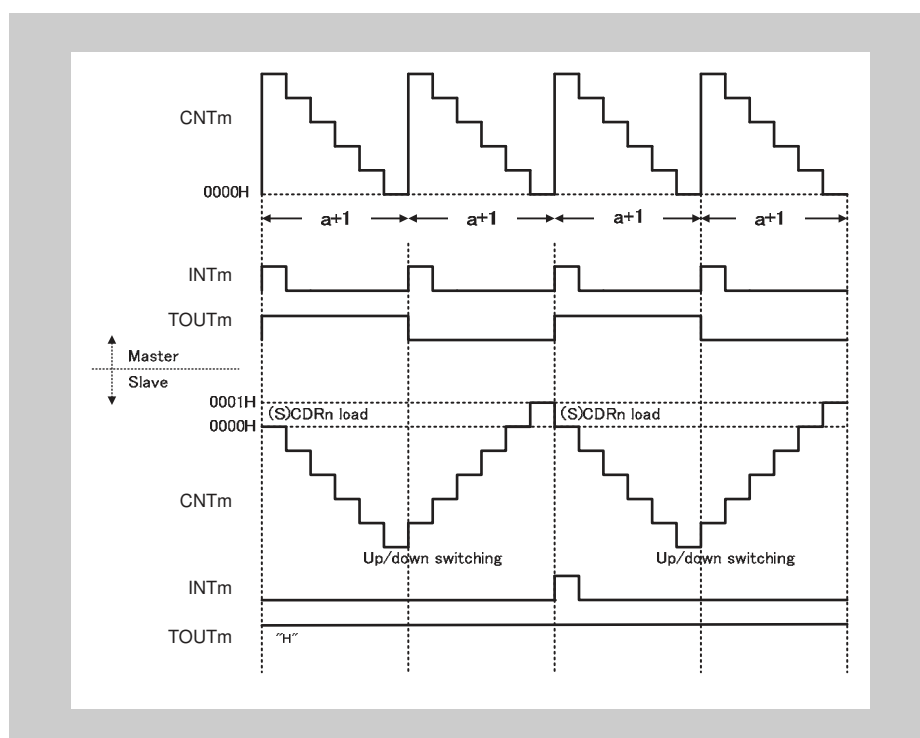 CNTm
0000H
a+1 a+1 a+1 a+1
INTm
TOUTm
Master
Slave
0001H
(S)CDRn load (S)CDRn load
0000H
CNTm
Up/down switching Up/down switching
INTm
TOUTm "H"